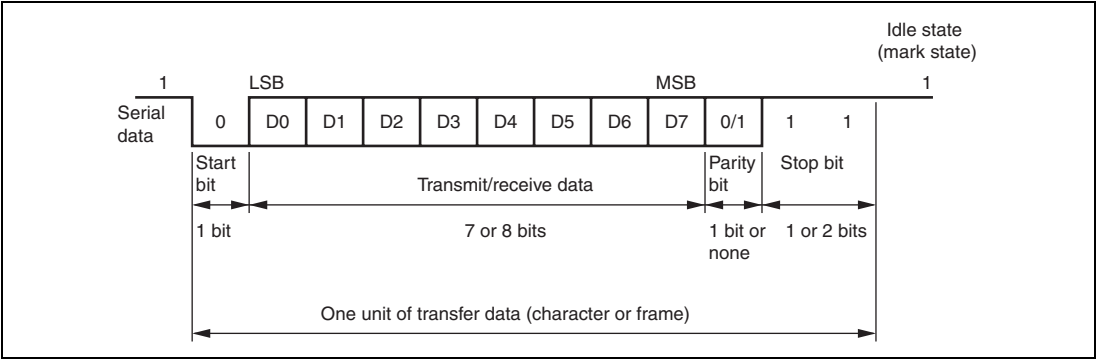 Idle state
(mark state)
1 LSB MSB 1
Serial
data
0 D0 D1 D2 D3 D4 D5 D6 D7 0/1 1 1
Start
bit
Transmit/receive data
Parity
bit
Stop bit
1 bit
7 or 8 bits
1 bit or
none
1 or 2 bits
One unit of transfer data (character or frame)